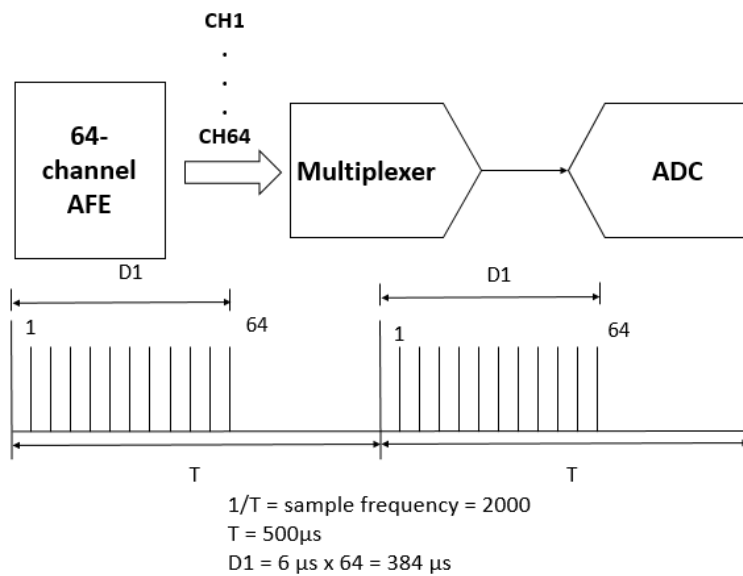 CH1
.
.
.
CH64
64-
channel
AFE
Multiplexer
ADC
D1
D1
1
64
1
64
T
T
1/T = sample frequency = 2000
T = 500µs
D1 = 6 µs x 64 = 384 µs